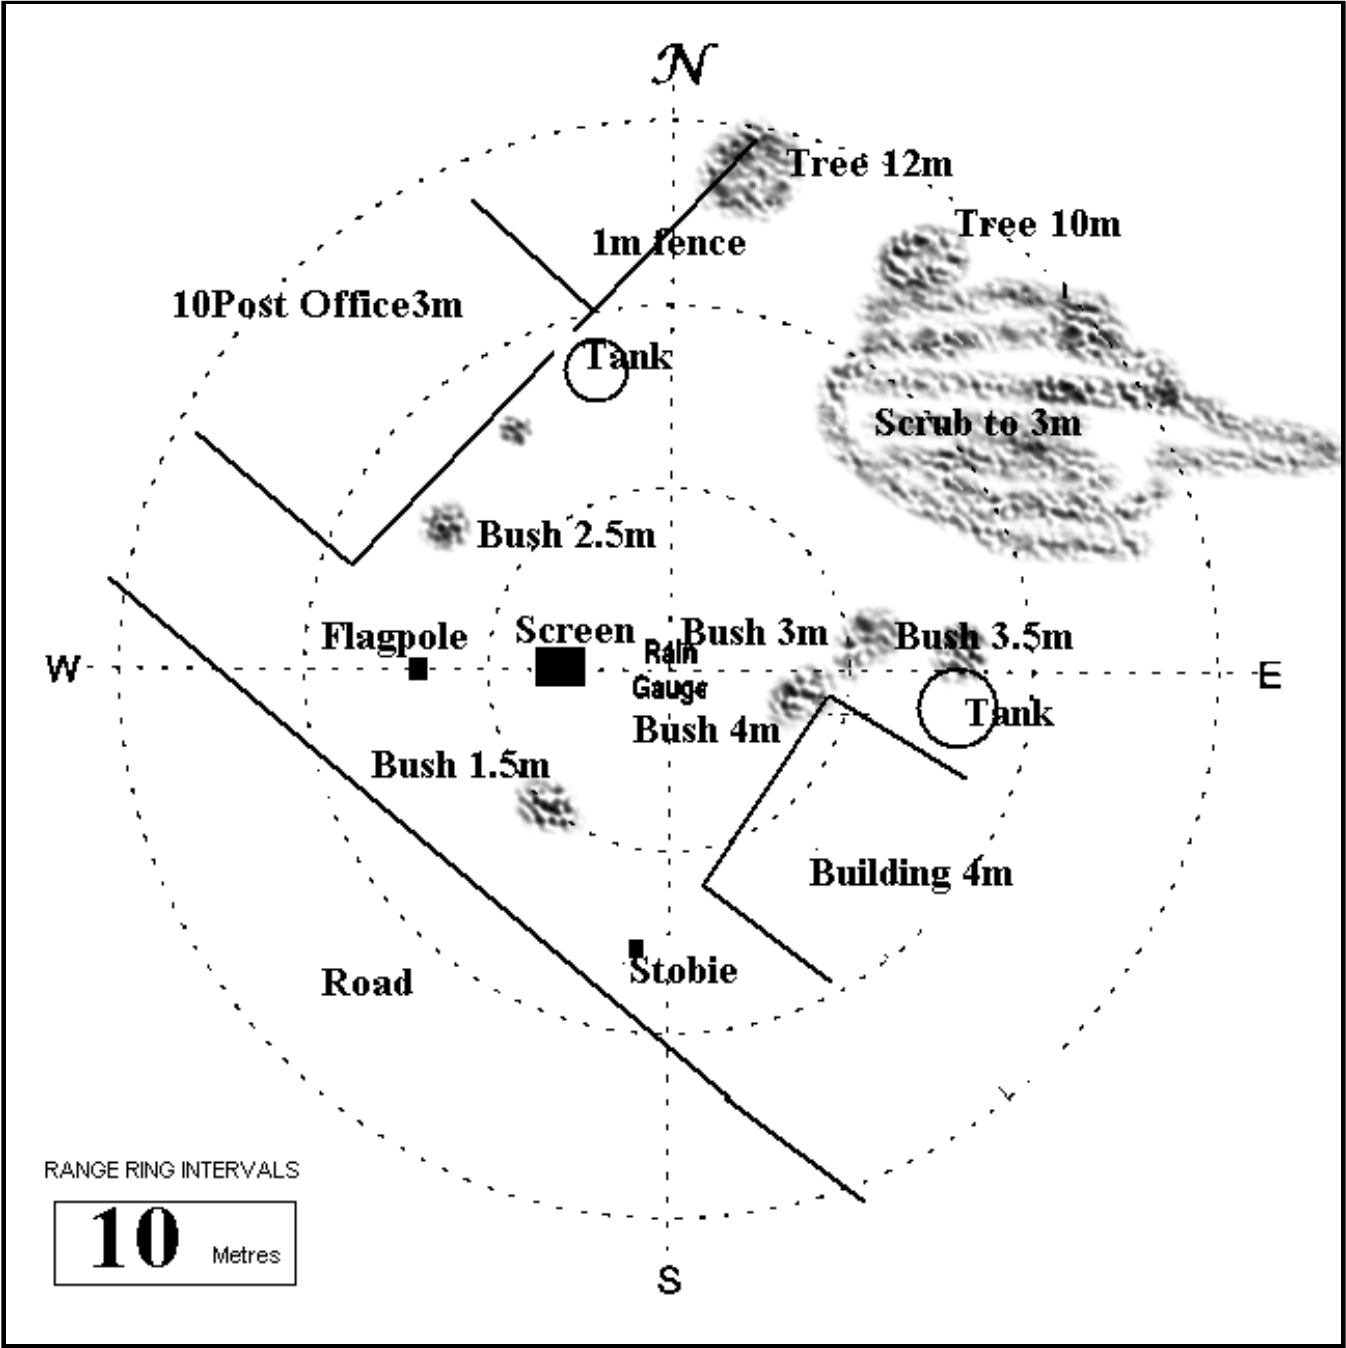 N
Tree 12m
Tree 10m
1m fence
10Post Office3m
Tank
Scrub to 3m
Bush 2.5m
Flagpole
Screen
Bush 3m
Bush 3.5m
Rain
Gauge
W
E
Bush 4m
Tank
Bush 1.5m
Building 4m
Stobie
Road
RANGE RING INTERVALS
10 Metres
S